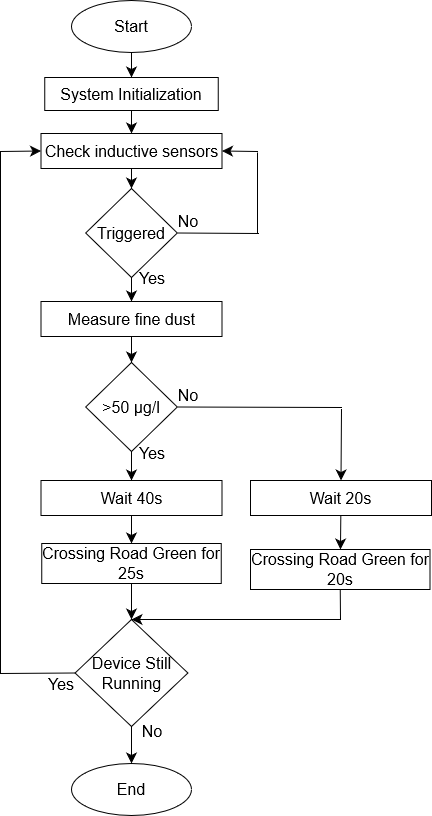 Start
System Initialization
Check inductive sensors
Triggered
No
Yes
Measure fine dust
>50 µg/l
No
Yes
Wait 40s
Wait 20s
Crossing Road Green for
25s
Crossing Road Green for
20s
Device Still
Running
Yes
No
End